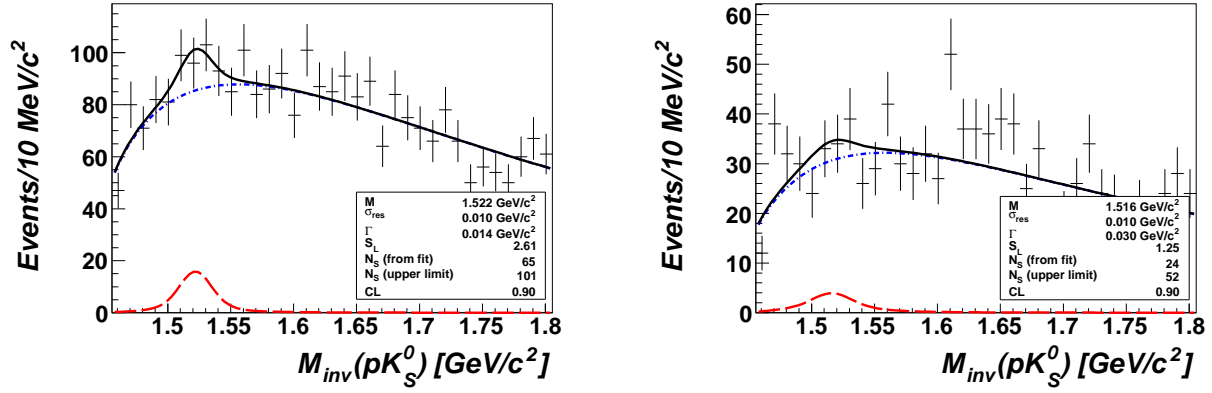 Events/10 MeV/c²
100
80
60
40
20
0
1.5 1.55 1.6 1.65 1.7 1.75 1.8
M_inv(pK_S^0) [GeV/c²]
M 1.522 GeV/c²
σ_res 0.010 GeV/c²
Γ 0.014 GeV/c²
S_L 2.61
N_S (from fit) 65
N_S (upper limit) 101
CL 0.90
Events/10 MeV/c²
60
50
40
30
20
10
0
1.5 1.55 1.6 1.65 1.7 1.75 1.8
M_inv(pK_S^0) [GeV/c²]
M 1.516 GeV/c²
σ_res 0.010 GeV/c²
Γ 0.030 GeV/c²
S_L 1.25
N_S (from fit) 24
N_S (upper limit) 52
CL 0.90